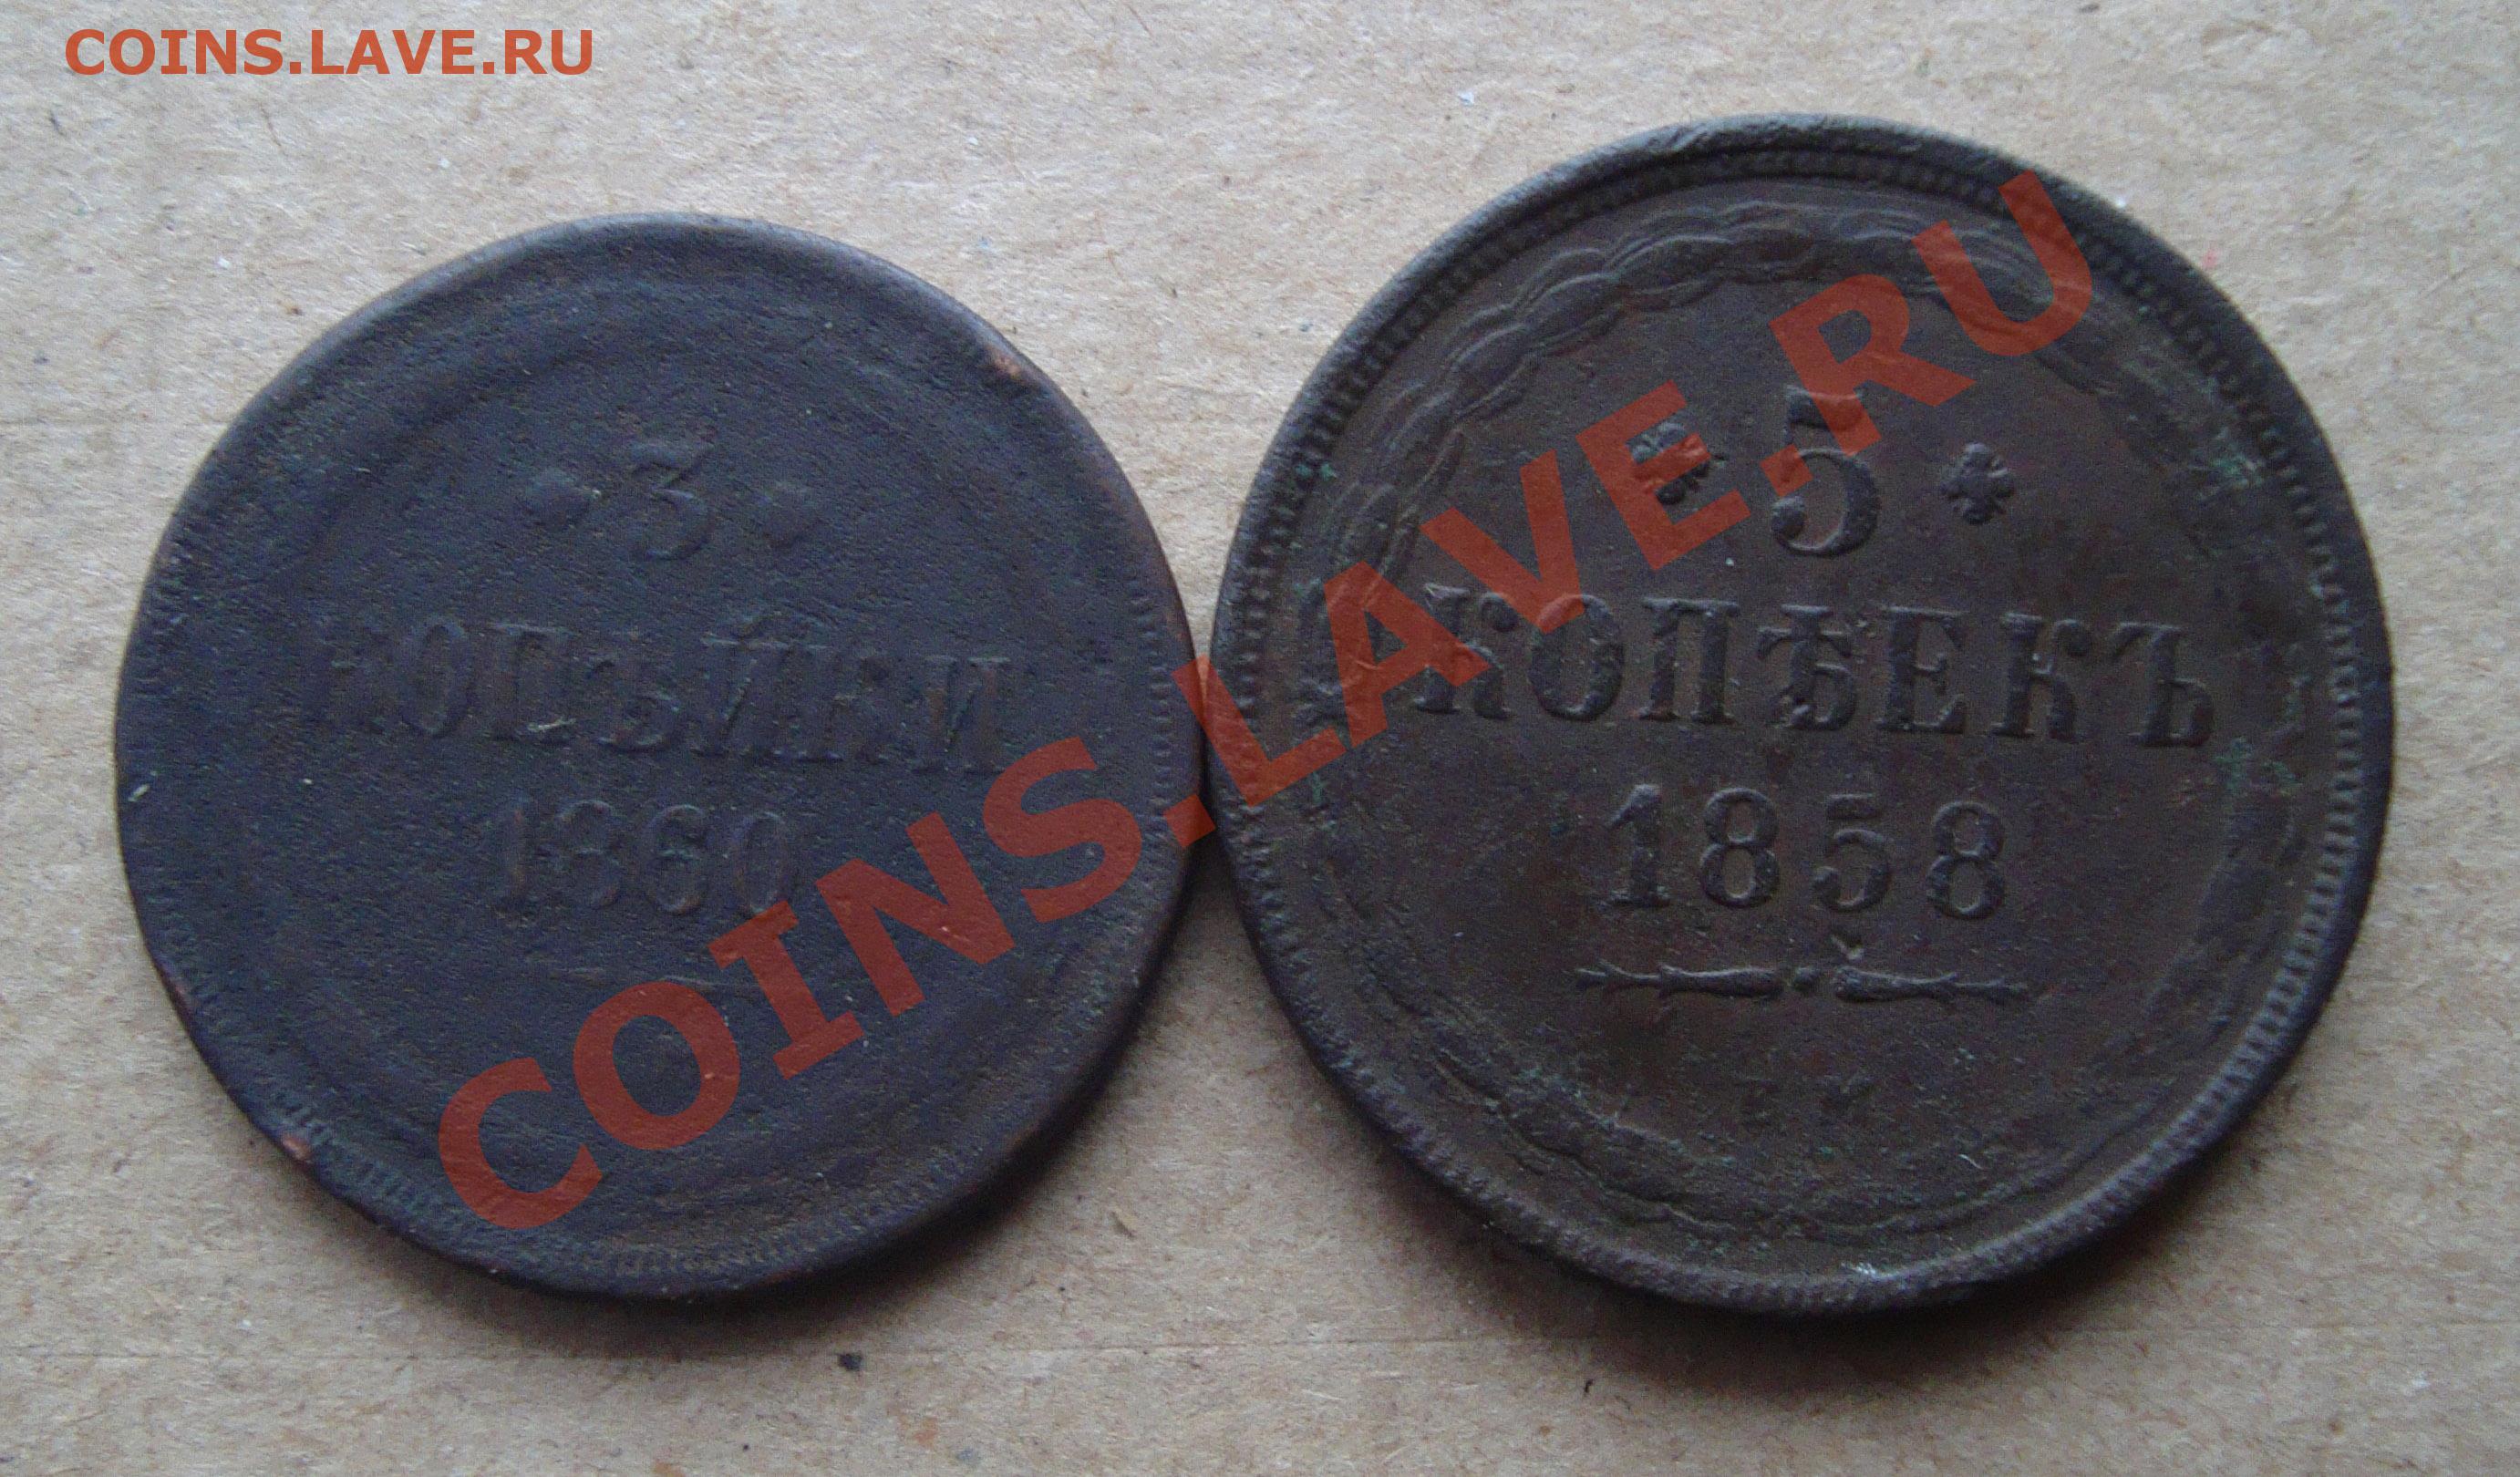 COINS.LAVE.RU
3
КОПѢЙКИ
1860
5
КОПѢЕКЪ
1858
Е М
COINS.LAVE.RU